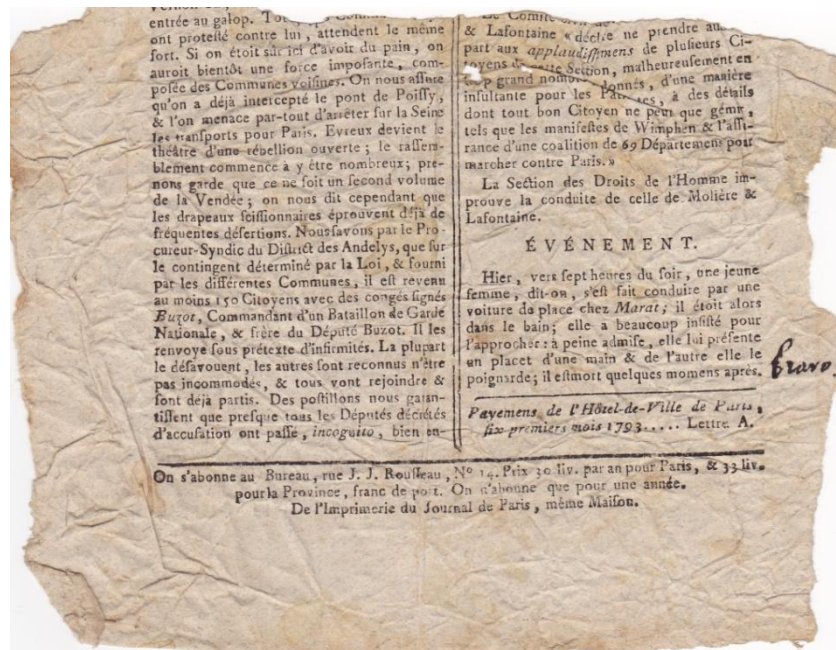 entrée au galop.
ont proteſté contre lui, attendent le même
fort. Si on étoit sûr ici d'avoir du pain, on
auroit bientôt une force impoſante, com-
poſée des Communes voiſines. On nous aſſure
qu'on a déjà intercepté le pont de Poiſſy,
& l'on menace par-tout d'arrêter ſur la Seine
les tranſports pour Paris. Evreux devient le
théâtre d'une rébellion ouverte; le raſſem-
blement commence à y être nombreux; pre-
nons garde que ce ne ſoit un ſecond volume
de la Vendée; on nous dit cependant que
les drapeaux ſciſſionnaires éprouvent déjà de
fréquentes déſertions. Nous ſavons par le Pro-
cureur-Syndic du Diſtrict des Andelys, que ſur
le contingent déterminé par la Loi, & fourni
par les différentes Communes, il eſt revenu
au moins 150 Citoyens avec des congés ſignés
Buzot, Commandant d'un Bataillon de Garde
Nationale, & frère du Député Buzot. Il les
renvoye ſous prétexte d'infirmités. La plupart
le déſavouent, les autres ſont reconnus n'être
pas incommodés, & tous vont rejoindre &
ſont déjà partis. Des poſtillons nous garan-
tiſſent que preſque tous les Députés décrétés
d'accuſation ont paſſé, incognito, bien en-
Le Comité
& Lafontaine « déclare ne prendre
part aux applaudiſſemens de pluſieurs Ci-
toyens de cette Section, malheureuſement en
trop grand nombre, donnés, d'une manière
inſultante pour les Patriotes, à des détails
dont tout bon Citoyen ne peut que gémir,
tels que les manifeſtes de Wimphen & l'aſſu-
rance d'une coalition de 69 Départemens pour
marcher contre Paris. »
La Section des Droits de l'Homme im-
prouve la conduite de celle de Molière &
Lafontaine.
ÉVÉNEMENT.
Hier, vers ſept heures du ſoir, une jeune
femme, dit-on, s'eſt fait conduire par une
voiture de place chez Marat; il étoit alors
dans le bain; elle a beaucoup inſiſté pour
l'approcher: à peine admiſe, elle lui préſente
un placet d'une main & de l'autre elle le
poignarde; il eſt mort quelques momens après. Bravo
Payemens de l'Hôtel-de-Ville de Paris,
ſix premiers mois 1793..... Lettre A.
On s'abonne au Bureau, rue J. J. Rouſſeau, N° 14. Prix 30 liv. par an pour Paris, & 33 liv.
pour la Province, franc de port. On n'abonne que pour une année.
De l'Imprimerie du Journal de Paris, même Maiſon.